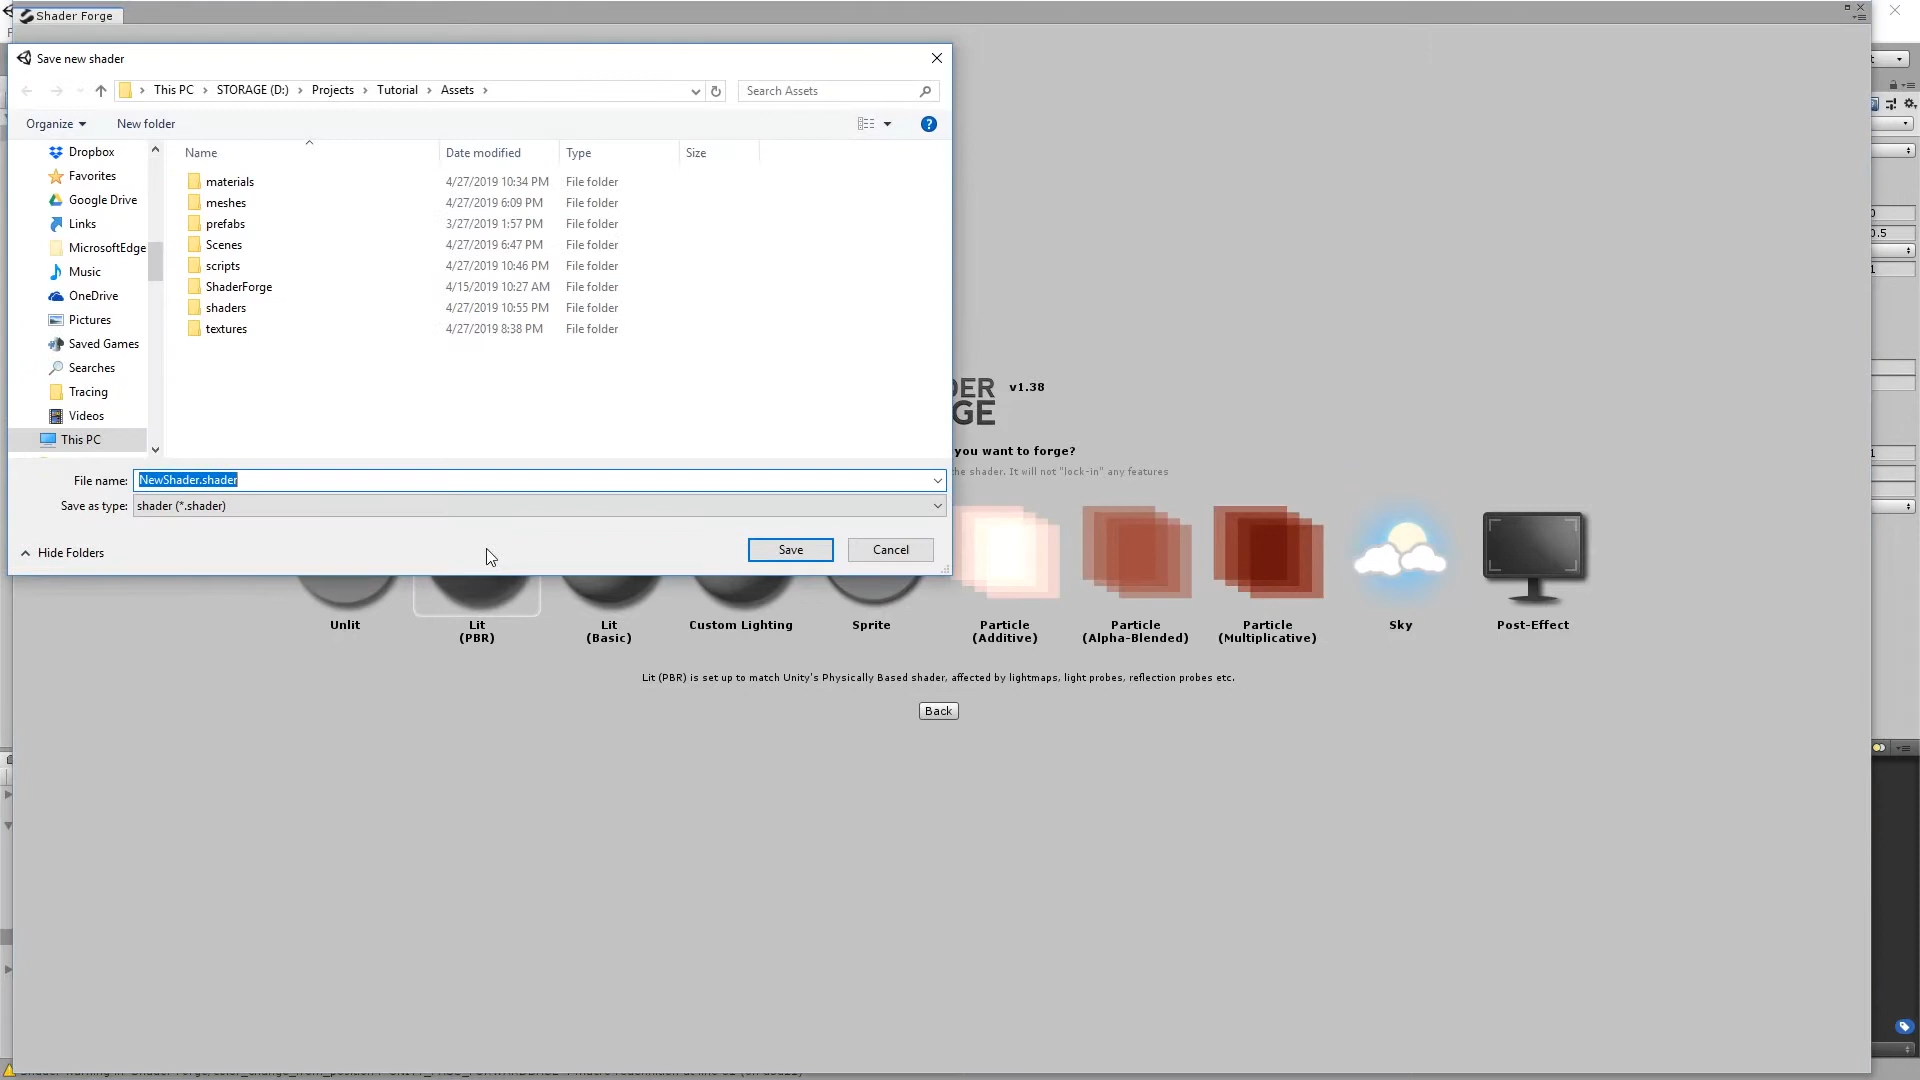 Shader Forge
Save new shader
This PC
STORAGE (D:)
Projects
Tutorial
Assets
Search Assets
Organize
New folder
Name
Date modified
Type
Size
Dropbox
Favorites
Google Drive
Links
MicrosoftEdge
Music
OneDrive
Pictures
Saved Games
Searches
Tracing
Videos
This PC
materials 4/27/2019 10:34 PM File folder
meshes 4/27/2019 6:09 PM File folder
prefabs 3/27/2019 1:57 PM File folder
Scenes 4/27/2019 6:47 PM File folder
scripts 4/27/2019 10:46 PM File folder
ShaderForge 4/15/2019 10:27 AM File folder
shaders 4/27/2019 10:55 PM File folder
textures 4/27/2019 8:38 PM File folder
File name: NewShader.shader
Save as type: shader (*.shader)
Hide Folders
Save
Cancel
DER
GE
v1.38
you want to forge?
the shader. It will not "lock-in" any features
Unlit
Lit
(PBR)
Lit
(Basic)
Custom Lighting
Sprite
Particle
(Additive)
Particle
(Alpha-Blended)
Particle
(Multiplicative)
Sky
Post-Effect
Lit (PBR) is set up to match Unity's Physically Based shader, affected by lightmaps, light probes, reflection probes etc.
Back